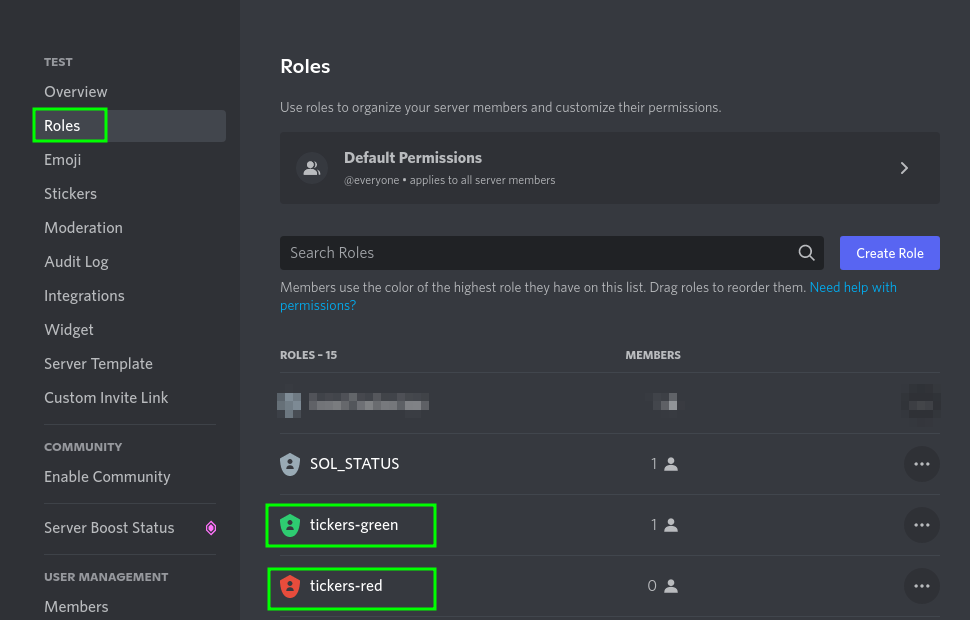 TEST
Overview
Roles
Emoji
Stickers
Moderation
Audit Log
Integrations
Widget
Server Template
Custom Invite Link
COMMUNITY
Enable Community
Server Boost Status
USER MANAGEMENT
Members
Roles
Use roles to organize your server members and customize their permissions.
Default Permissions
@everyone • applies to all server members
Search Roles
Create Role
Members use the color of the highest role they have on this list. Drag roles to reorder them. Need help with
permissions?
ROLES – 15 MEMBERS
SOL_STATUS 1
tickers-green 1
tickers-red 0